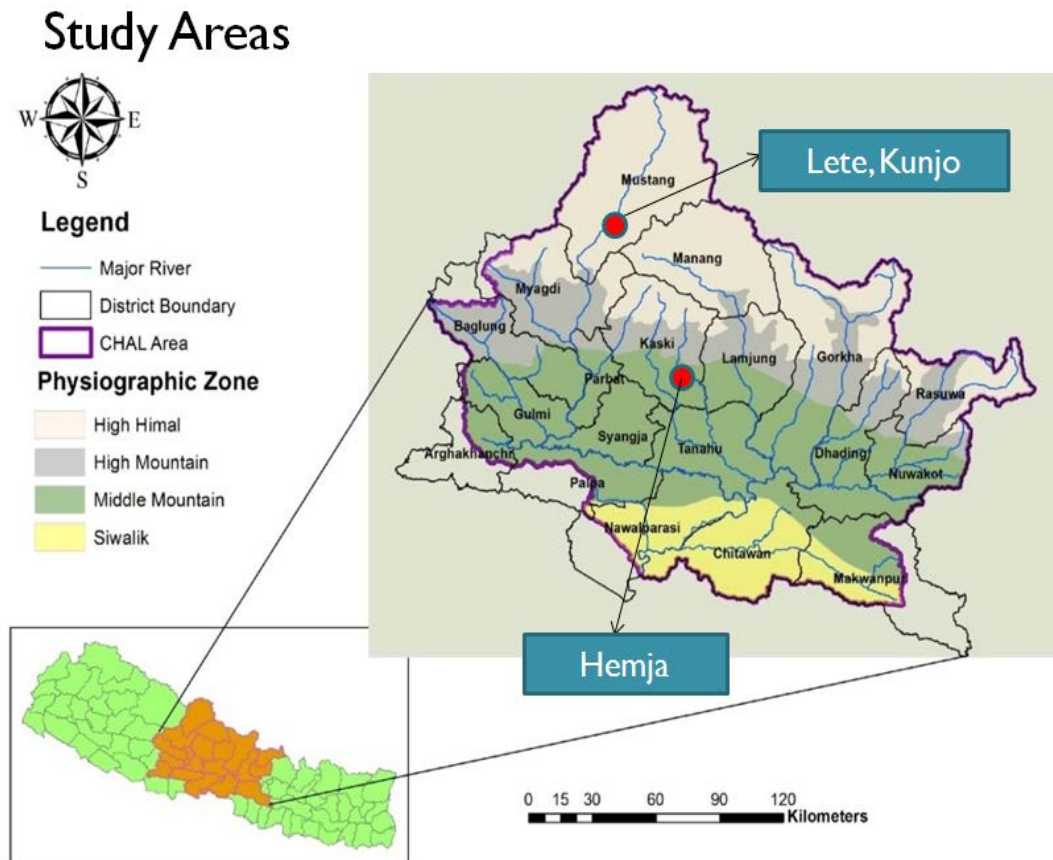 Study Areas
N
W E
S
Legend
Major River
District Boundary
CHAL Area
Physiographic Zone
High Himal
High Mountain
Middle Mountain
Siwalik
Lete, Kunjo
Mustang
Manang
Myagdi
Baglung
Kaski
Lamjung
Gorkha
Parbat
Rasuwa
Gulmi
Syangja
Tanahu
Dhading
Arghakhanchi
Nuwakot
Palpa
Nawalparasi
Chitawan
Makwanpur
Hemja
0 15 30 60 90 120
Kilometers